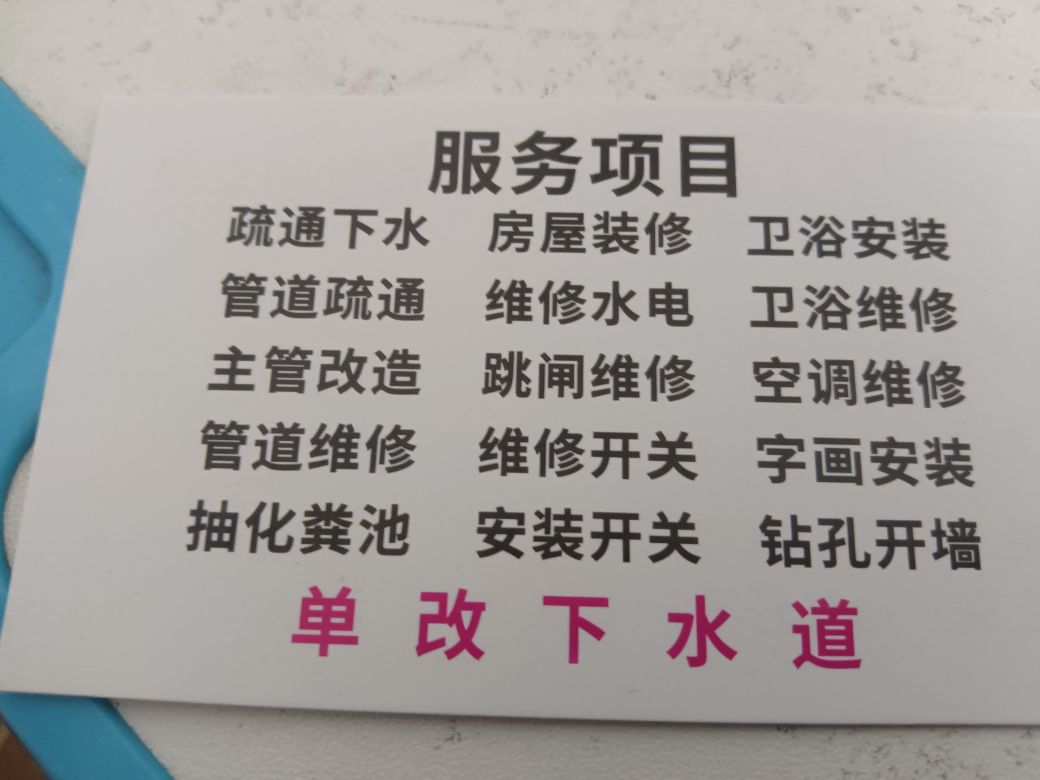 服务项目
疏通下水 房屋装修 卫浴安装
管道疏通 维修水电 卫浴维修
主管改造 跳闸维修 空调维修
管道维修 维修开关 字画安装
抽化粪池 安装开关 钻孔开墙
单改下水道